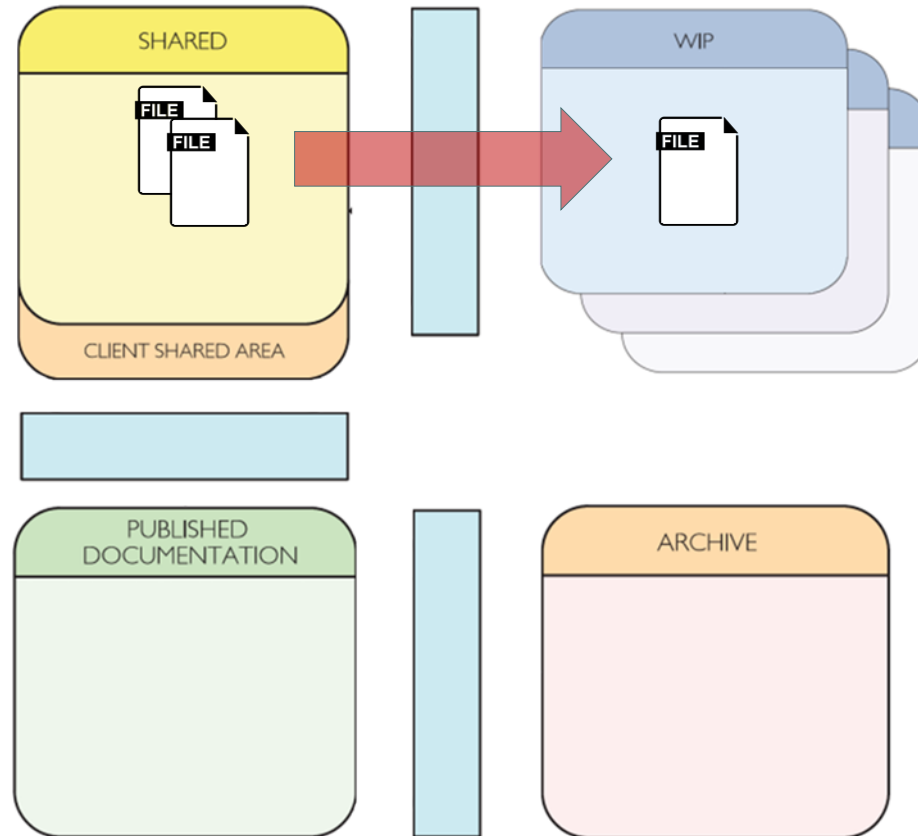 SHARED
WIP
FILE
FILE
FILE
CLIENT SHARED AREA
PUBLISHED
DOCUMENTATION
ARCHIVE